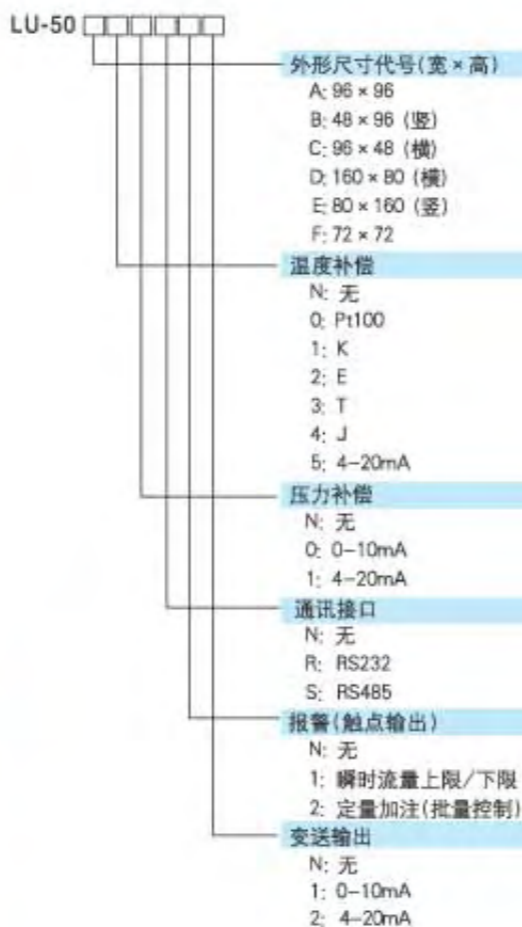 LU-50□□□□□□
外形尺寸代号(宽×高)
A: 96×96
B: 48×96 (竖)
C: 96×48 (横)
D: 160×80 (横)
E: 80×160 (竖)
F: 72×72
温度补偿
N: 无
0: Pt100
1: K
2: E
3: T
4: J
5: 4-20mA
压力补偿
N: 无
0: 0-10mA
1: 4-20mA
通讯接口
N: 无
R: RS232
S: RS485
报警(触点输出)
N: 无
1: 瞬时流量上限/下限
2: 定量加注(批量控制)
变送输出
N: 无
1: 0-10mA
2: 4-20mA